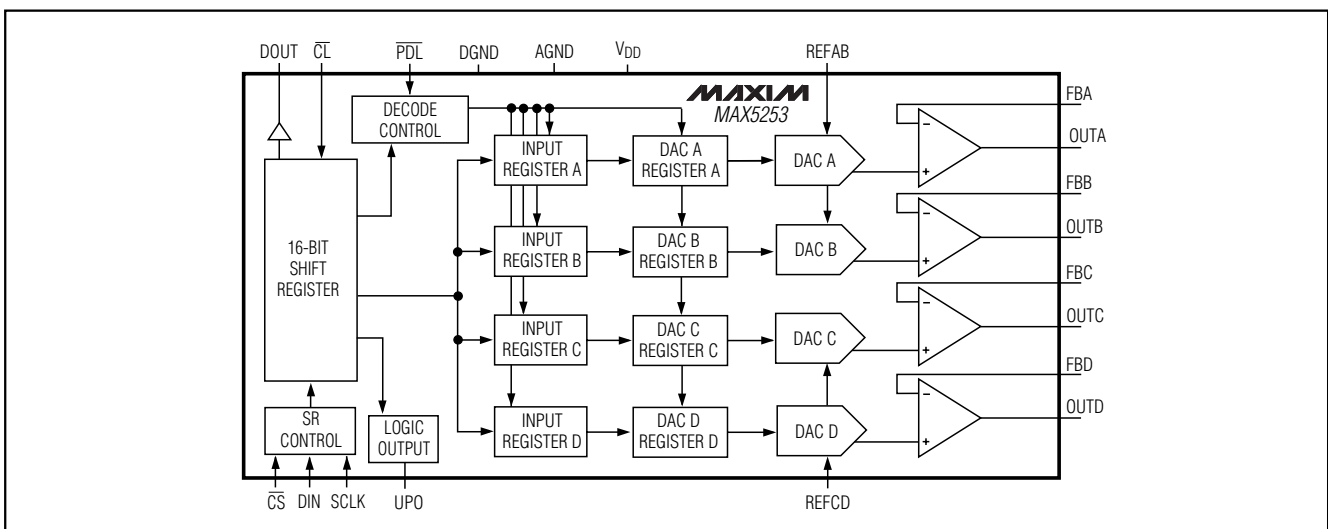 DOUT CL PDL DGND AGND VDD REFAB
MAXIM
MAX5253
DECODE
CONTROL
FBA
OUTA
INPUT
REGISTER A
DAC A
REGISTER A
DAC A
FBB
OUTB
16-BIT
SHIFT
REGISTER
INPUT
REGISTER B
DAC B
REGISTER B
DAC B
FBC
OUTC
INPUT
REGISTER C
DAC C
REGISTER C
DAC C
FBD
OUTD
SR
CONTROL
LOGIC
OUTPUT
INPUT
REGISTER D
DAC D
REGISTER D
DAC D
CS DIN SCLK UPO REFCD
- +
- +
- +
- +